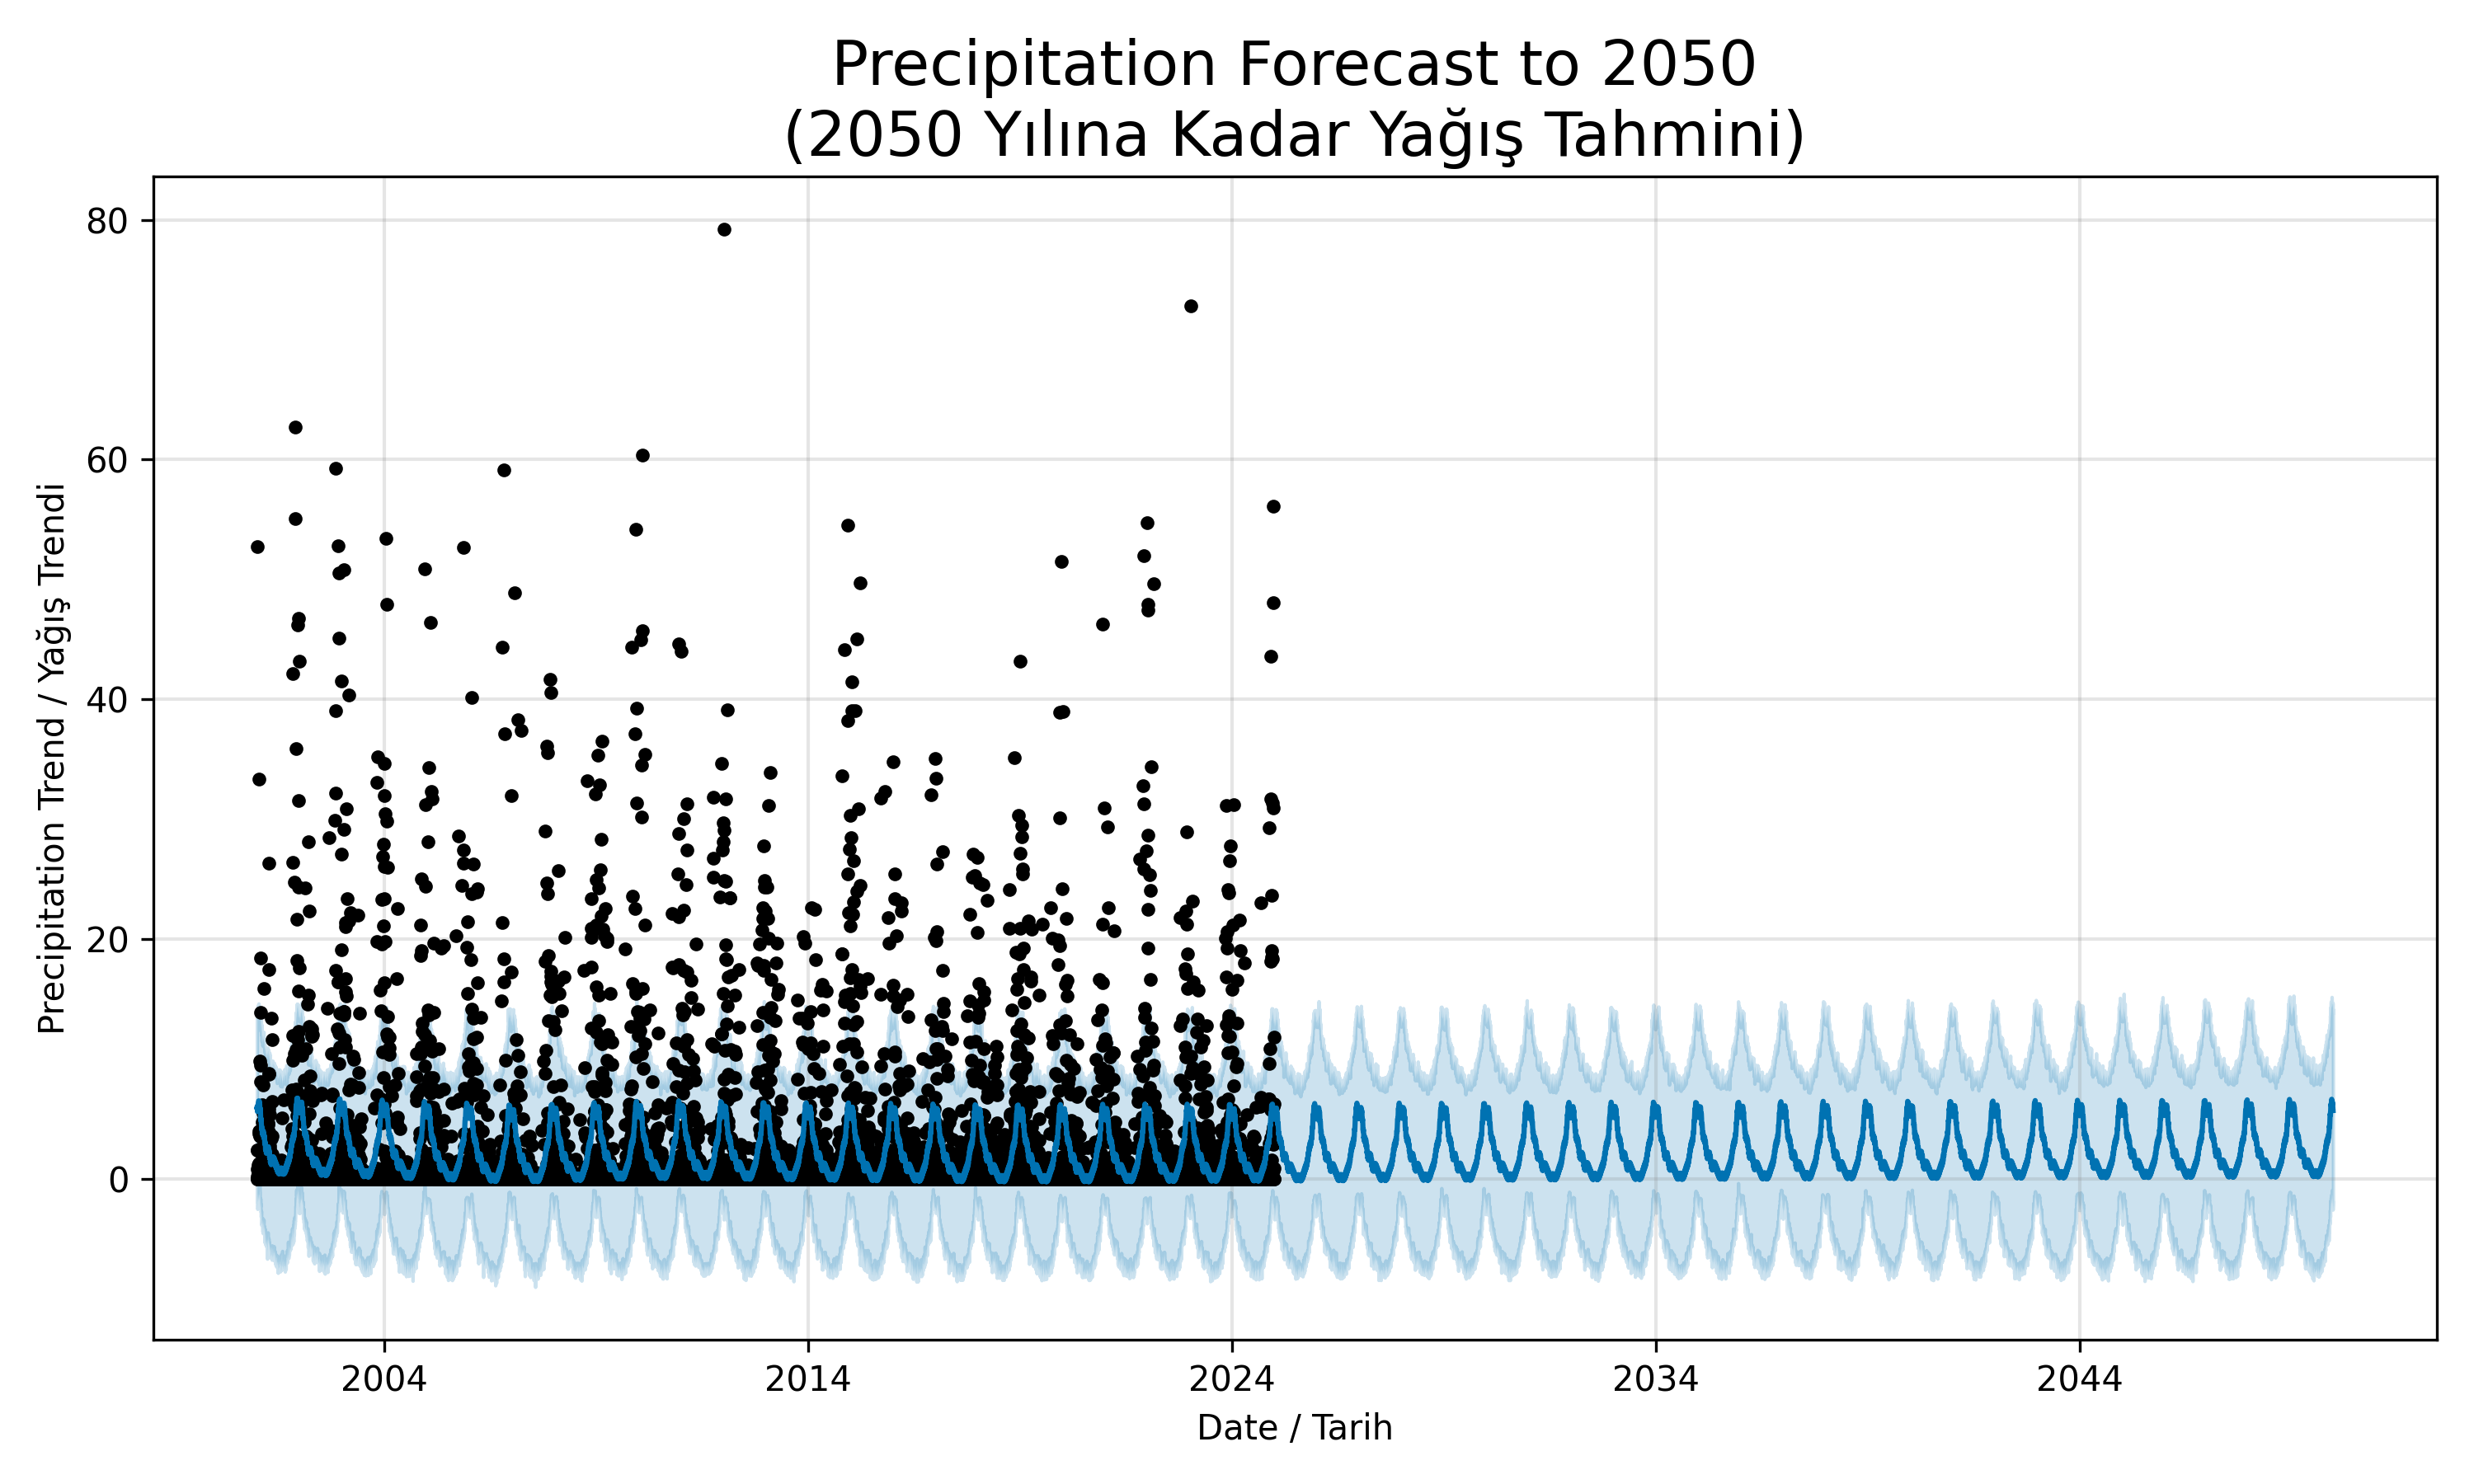 Precipitation Forecast to 2050
(2050 Yılına Kadar Yağış Tahmini)
Precipitation Trend / Yağış Trendi
80
60
40
20
0
2004
2014
2024
2034
2044
Date / Tarih